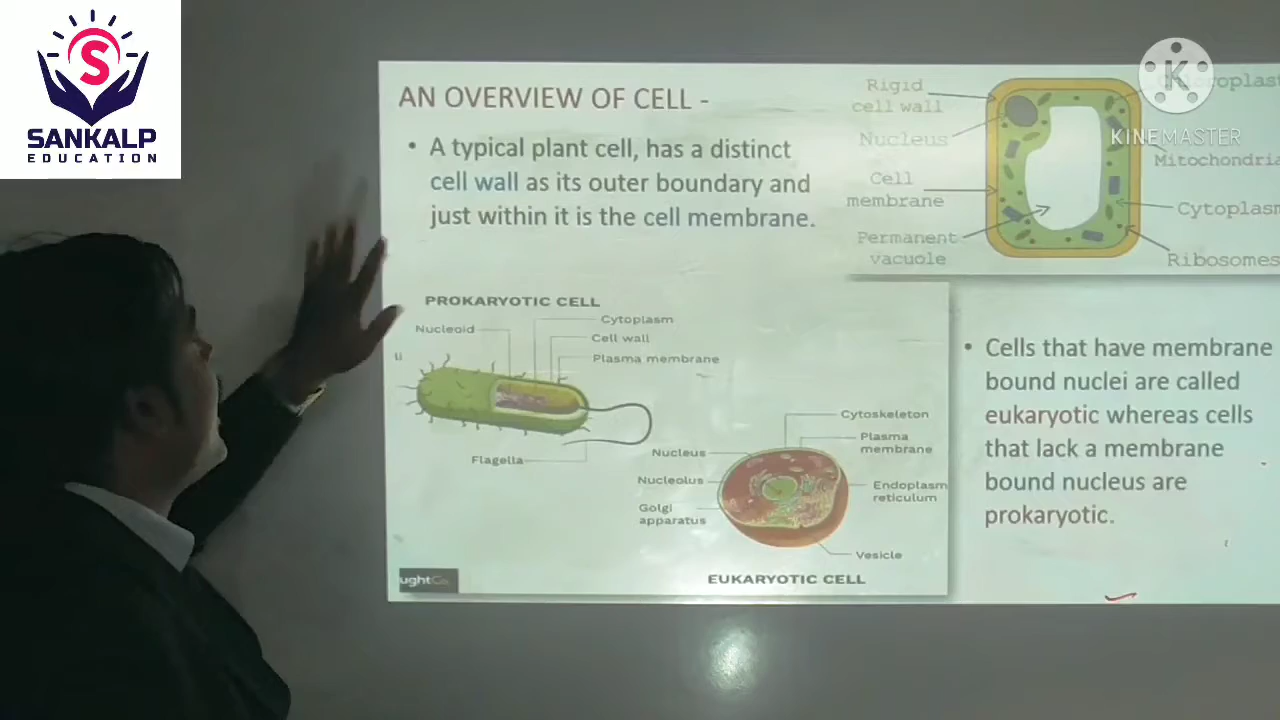 S
SANKALP
EDUCATION
AN OVERVIEW OF CELL -
• A typical plant cell, has a distinct
cell wall as its outer boundary and
just within it is the cell membrane.
Rigid
cell wall
Nucleus
Cell
membrane
Permanent
vacuole
K
KINEMASTER
Mitochondria
Cytoplasm
Ribosomes
PROKARYOTIC CELL
Nucleoid
Cytoplasm
Cell wall
Plasma membrane
Flagella
Cytoskeleton
Plasma
membrane
Nucleus
Nucleolus
Golgi
apparatus
Endoplasm
reticulum
Vesicle
EUKARYOTIC CELL
ughtCo
• Cells that have membrane
bound nuclei are called
eukaryotic whereas cells
that lack a membrane
bound nucleus are
prokaryotic.